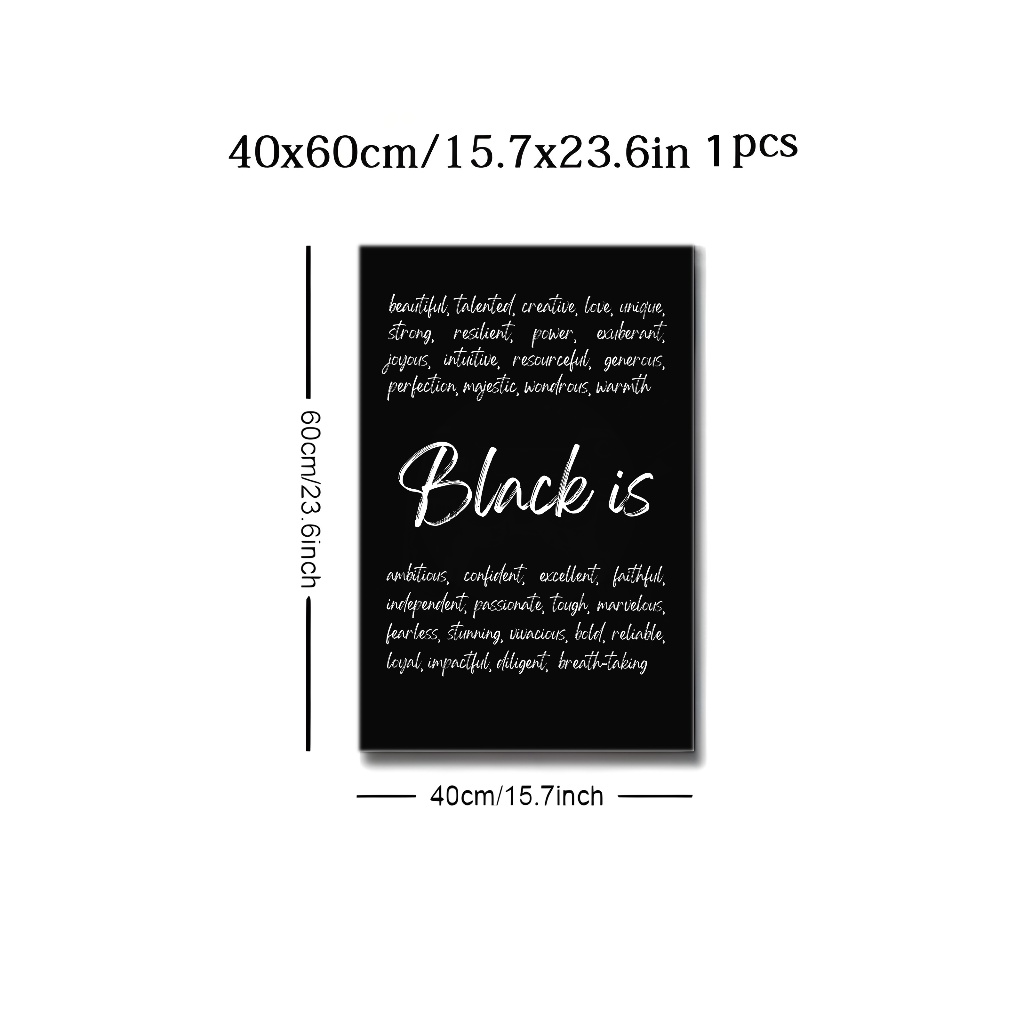 40x60cm/15.7x23.6in 1pcs
beautiful, talented, creative, love, unique,
strong, resilient, power, exuberant,
joyous, intuitive, resourceful, generous,
perfection, majestic, wondrous, warmth
60cm/23.6inch
Black is
ambitious, confident, excellent, faithful,
independent, passionate, tough, marvelous,
fearless, stunning, vivacious, bold, reliable,
loyal, impactful, diligent, breath-taking
40cm/15.7inch